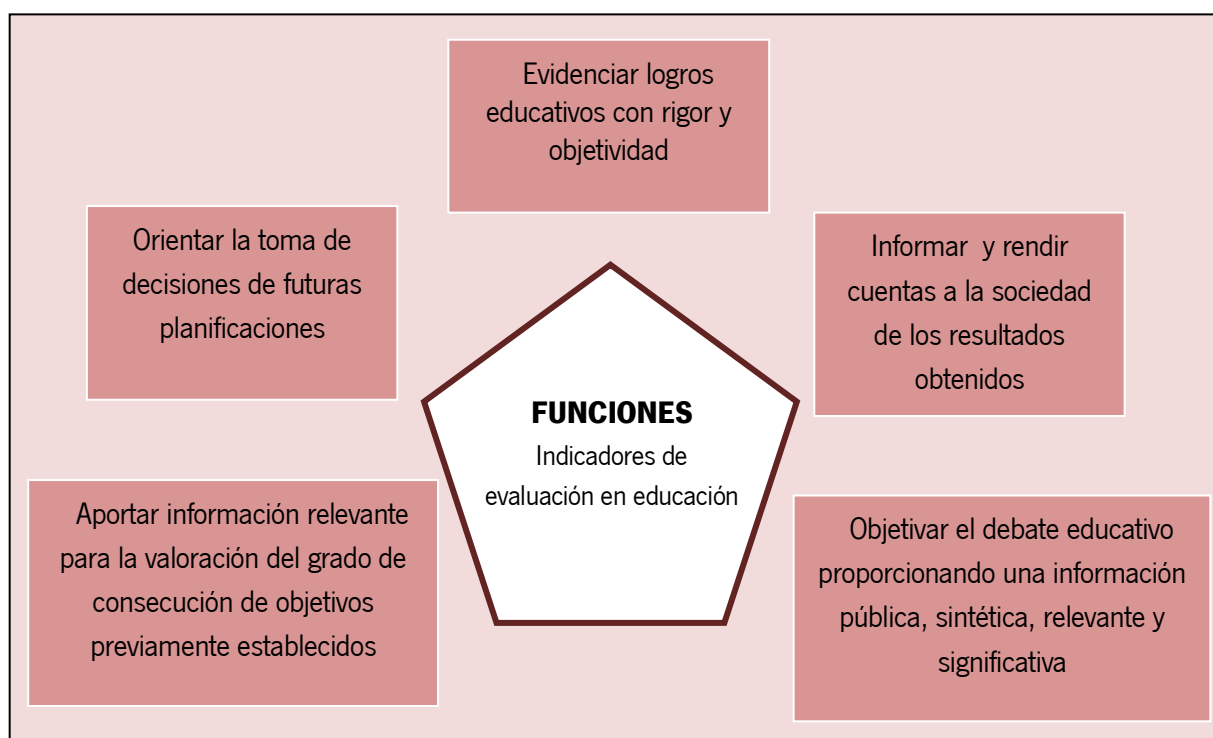 Evidenciar logros
educativos con rigor y
objetividad
Orientar la toma de
decisiones de futuras
planificaciones
Informar y rendir
cuentas a la sociedad
de los resultados
obtenidos
FUNCIONES
Indicadores de
evaluación en educación
Aportar información relevante
para la valoración del grado de
consecución de objetivos
previamente establecidos
Objetivar el debate educativo
proporcionando una información
pública, sintética, relevante y
significativa